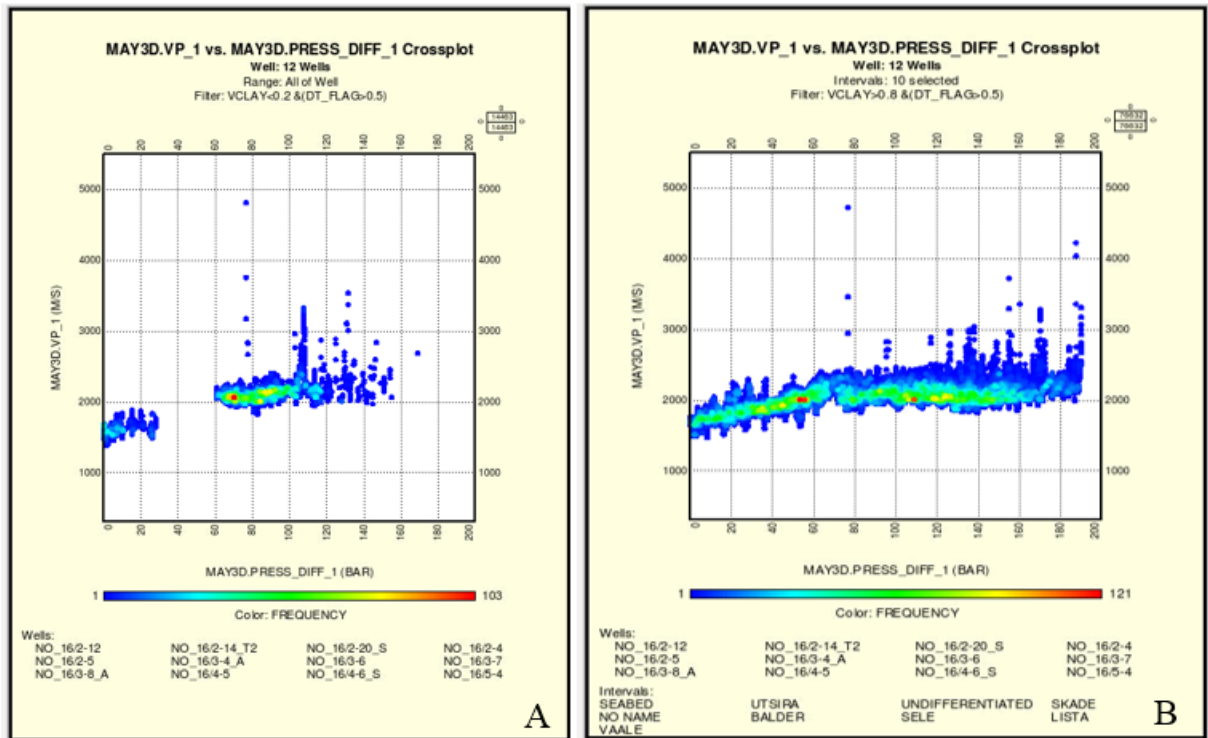 MAY3D.VP_1 vs. MAY3D.PRESS_DIFF_1 Crossplot
Well: 12 Wells
Range: All of Well
Filter: VCLAY<0.2 &(DT_FLAG>0.5)
0
0 14463 0
14463
0
0 20 40 60 80 100 120 140 160 180 200
5000 5000
4000 4000
3000 3000
2000 2000
1000 1000
MAY3D.VP_1 (M/S)
0 20 40 60 80 100 120 140 160 180 200
MAY3D.PRESS_DIFF_1 (BAR)
1 103
Color: FREQUENCY
Wells:
NO_16/2-12 NO_16/2-14_T2 NO_16/2-20_S NO_16/2-4
NO_16/2-5 NO_16/3-4_A NO_16/3-6 NO_16/3-7
NO_16/3-8_A NO_16/4-5 NO_16/4-6_S NO_16/5-4
A
MAY3D.VP_1 vs. MAY3D.PRESS_DIFF_1 Crossplot
Well: 12 Wells
Intervals: 10 selected
Filter: VCLAY>0.8 &(DT_FLAG>0.5)
0
0 76632 0
76632
0
0 20 40 60 80 100 120 140 160 180 200
5000 5000
4000 4000
3000 3000
2000 2000
1000 1000
MAY3D.VP_1 (M/S)
0 20 40 60 80 100 120 140 160 180 200
MAY3D.PRESS_DIFF_1 (BAR)
1 121
Color: FREQUENCY
Wells:
NO_16/2-12 NO_16/2-14_T2 NO_16/2-20_S NO_16/2-4
NO_16/2-5 NO_16/3-4_A NO_16/3-6 NO_16/3-7
NO_16/3-8_A NO_16/4-5 NO_16/4-6_S NO_16/5-4
Intervals:
SEABED UTSIRA UNDIFFERENTIATED SKADE
NO NAME BALDER SELE LISTA
VAALE
B